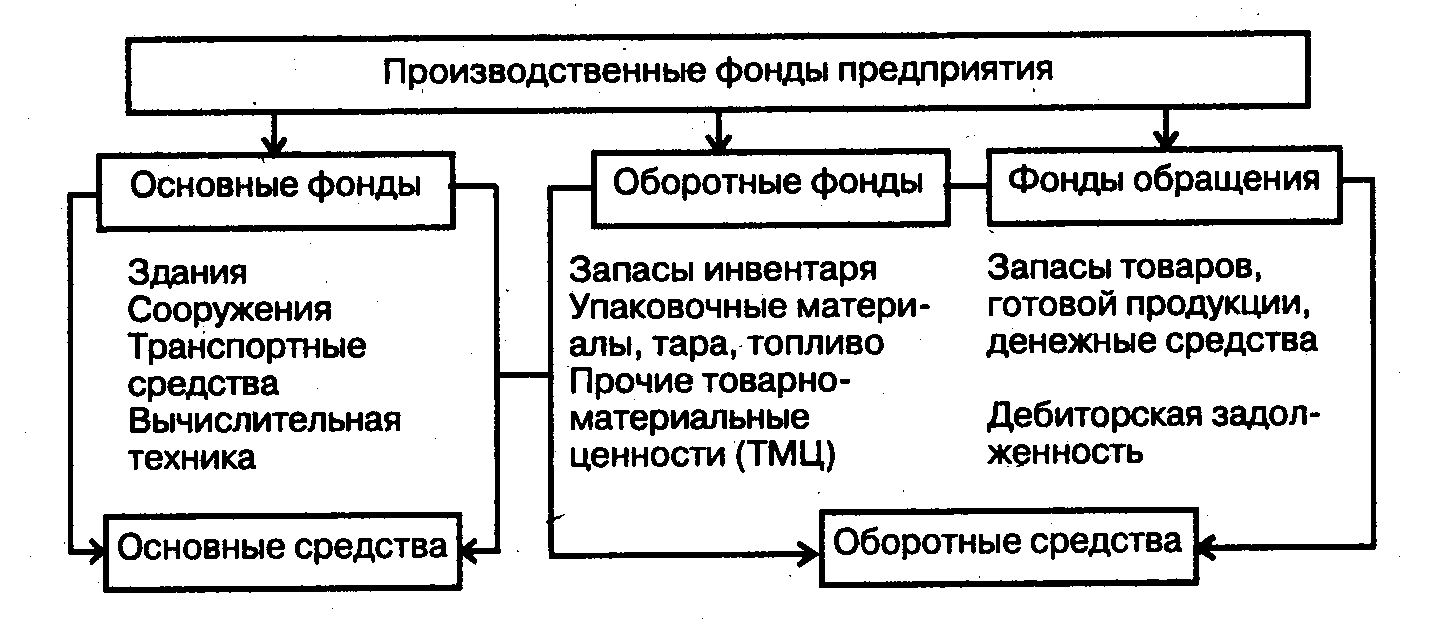 Производственные фонды предприятия
Основные фонды
Оборотные фонды
Фонды обращения
Здания
Сооружения
Транспортные
средства
Вычислительная
техника
Запасы инвентаря
Упаковочные матери-
алы, тара, топливо
Прочие товарно-
материальные
ценности (ТМЦ)
Запасы товаров,
готовой продукции,
денежные средства
Дебиторская задол-
женность
Основные средства
Оборотные средства